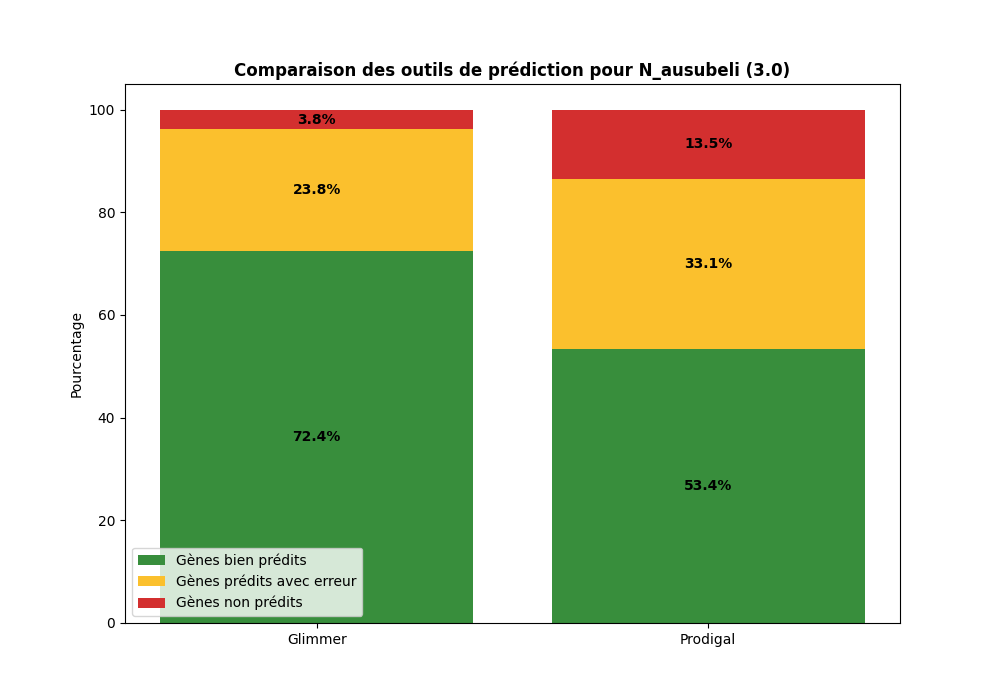 Comparaison des outils de prédiction pour N_ausubeli (3.0)
Pourcentage
100
80
60
40
20
0
3.8%
23.8%
72.4%
13.5%
33.1%
53.4%
Gènes bien prédits
Gènes prédits avec erreur
Gènes non prédits
Glimmer
Prodigal